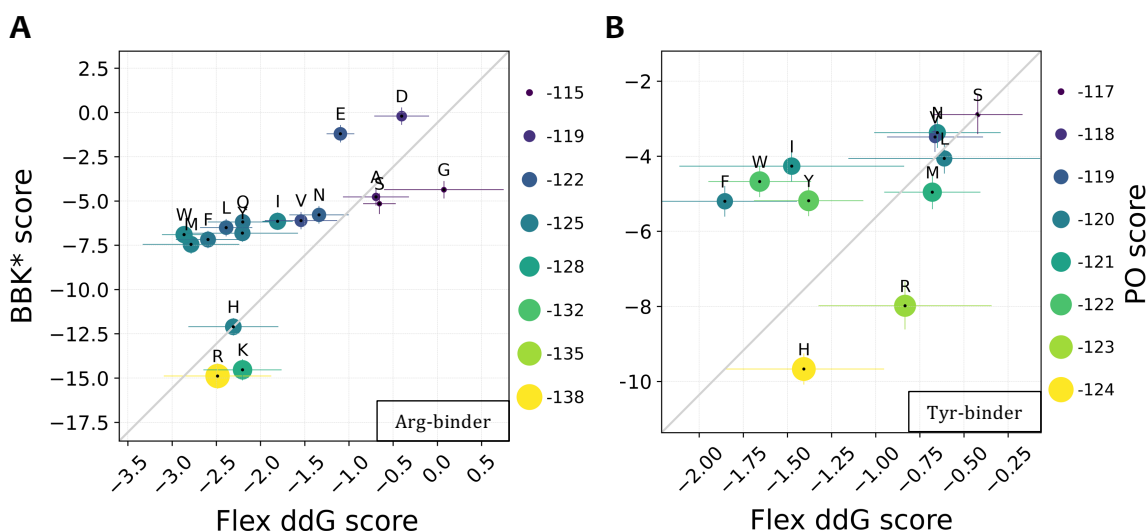 A
BBK* score
2.5
0.0
−2.5
−5.0
−7.5
−10.0
−12.5
−15.0
−17.5
D
E
G
A
S
W
M
F
L
Q
Y
I
V
N
H
R
K
Arg-binder
−3.5
−3.0
−2.5
−2.0
−1.5
−1.0
−0.5
0.0
0.5
Flex ddG score
-115
-119
-122
-125
-128
-132
-135
-138
B
−2
−4
−6
−8
−10
S
N
V
L
I
W
F
Y
M
R
H
Tyr-binder
−2.00
−1.75
−1.50
−1.25
−1.00
−0.75
−0.50
−0.25
Flex ddG score
-117
-118
-119
-120
-121
-122
-123
-124
PO score